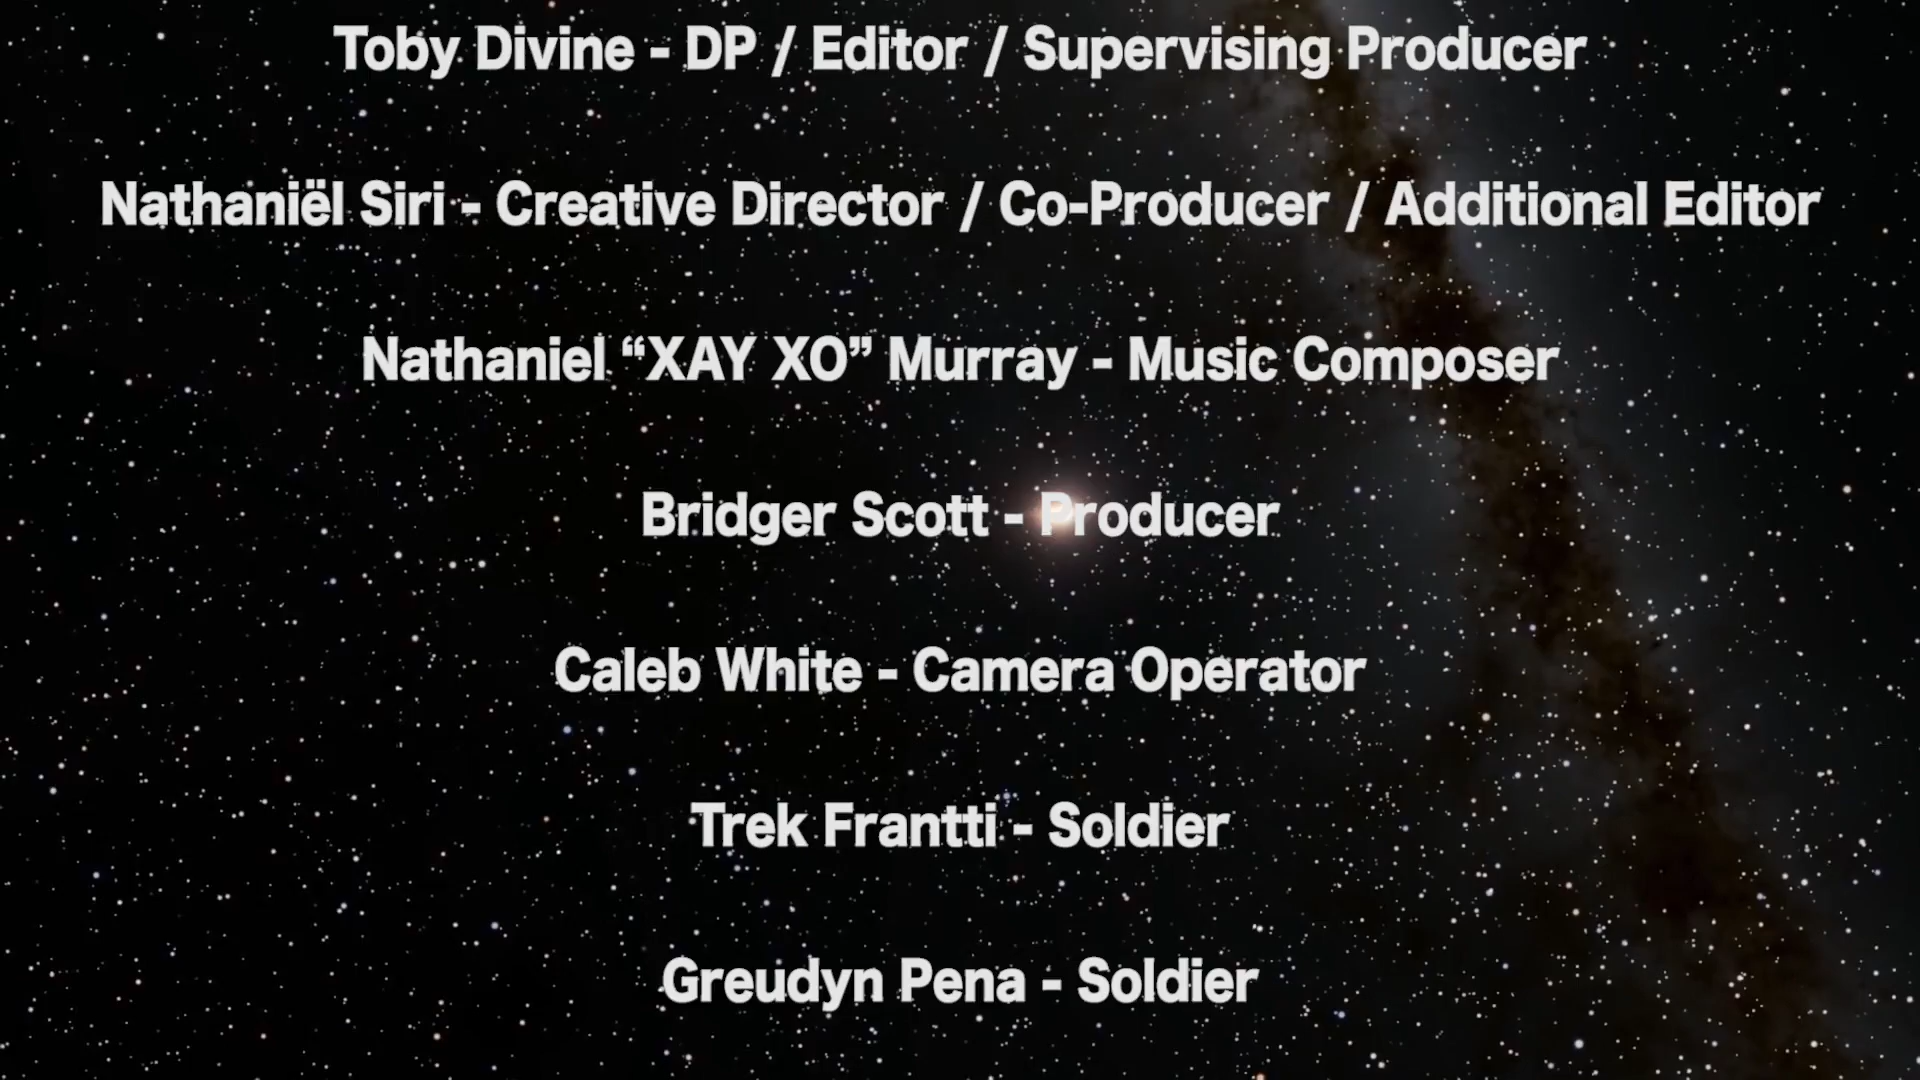 Toby Divine - DP / Editor / Supervising Producer
Nathaniël Siri - Creative Director / Co-Producer / Additional Editor
Nathaniel “XAY XO” Murray - Music Composer
Bridger Scott - Producer
Caleb White - Camera Operator
Trek Frantti - Soldier
Greudyn Pena - Soldier